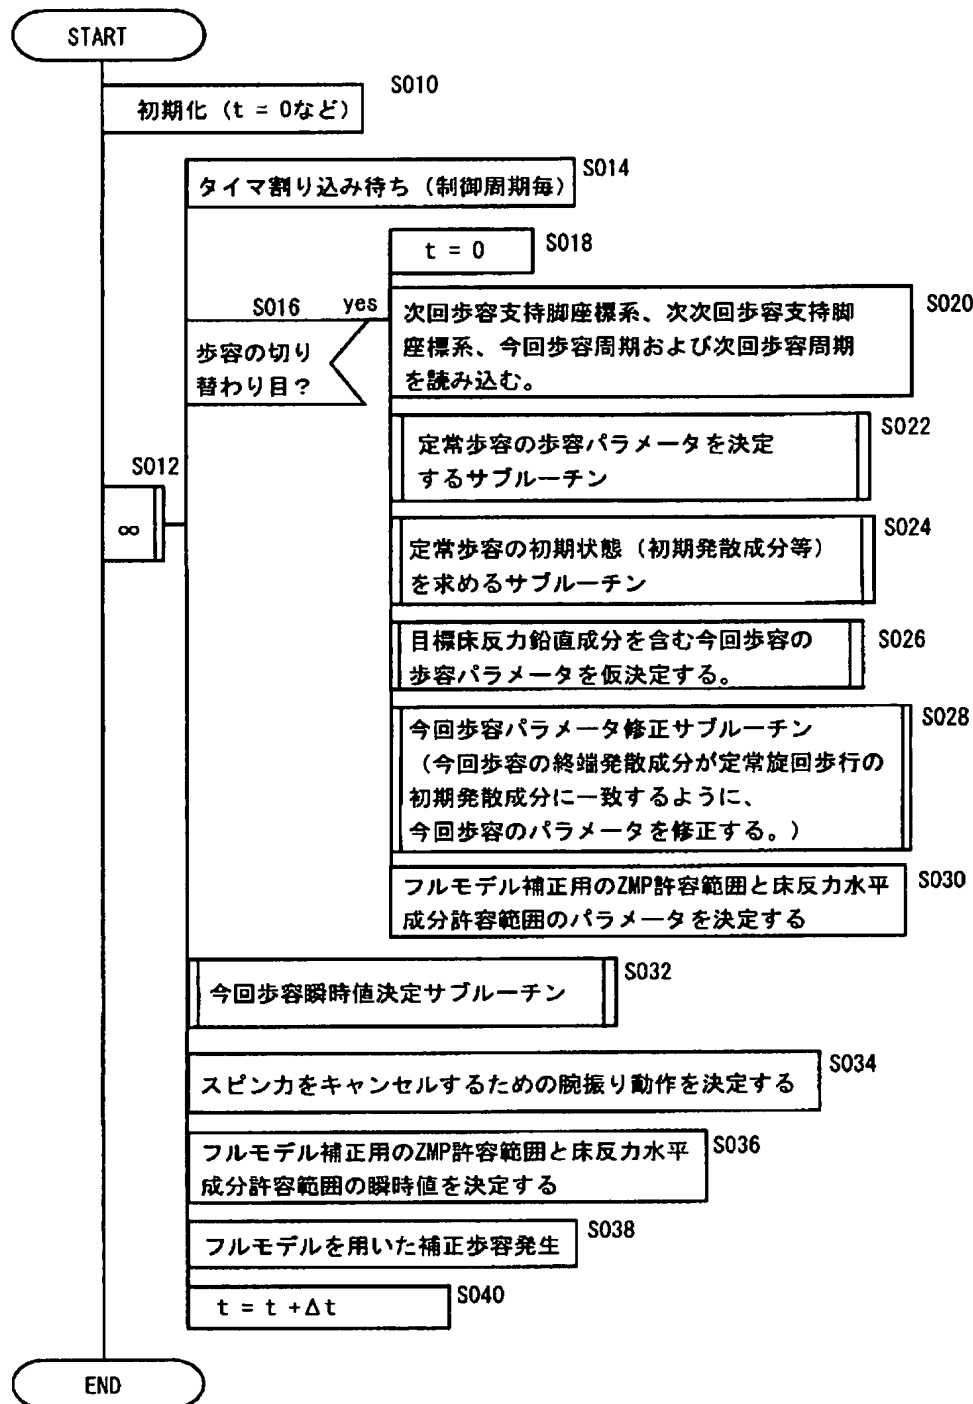 START
S010
初期化（t = 0など）
S014
タイマ割り込み待ち（制御周期毎）
S018
t = 0
S016
yes
歩容の切り
替わり目？
S020
次回歩容支持脚座標系、次次回歩容支持脚
座標系、今回歩容周期および次回歩容周期
を読み込む。
S022
定常歩容の歩容パラメータを決定
するサブルーチン
S012
∞
S024
定常歩容の初期状態（初期発散成分等）
を求めるサブルーチン
S026
目標床反力鉛直成分を含む今回歩容の
歩容パラメータを仮決定する。
S028
今回歩容パラメータ修正サブルーチン
（今回歩容の終端発散成分が定常旋回歩行の
初期発散成分に一致するように、
今回歩容のパラメータを修正する。）
S030
フルモデル補正用のZMP許容範囲と床反力水平
成分許容範囲のパラメータを決定する
S032
今回歩容瞬時値決定サブルーチン
S034
スピン力をキャンセルするための腕振り動作を決定する
S036
フルモデル補正用のZMP許容範囲と床反力水平
成分許容範囲の瞬時値を決定する
S038
フルモデルを用いた補正歩容発生
S040
t = t +Δt
END